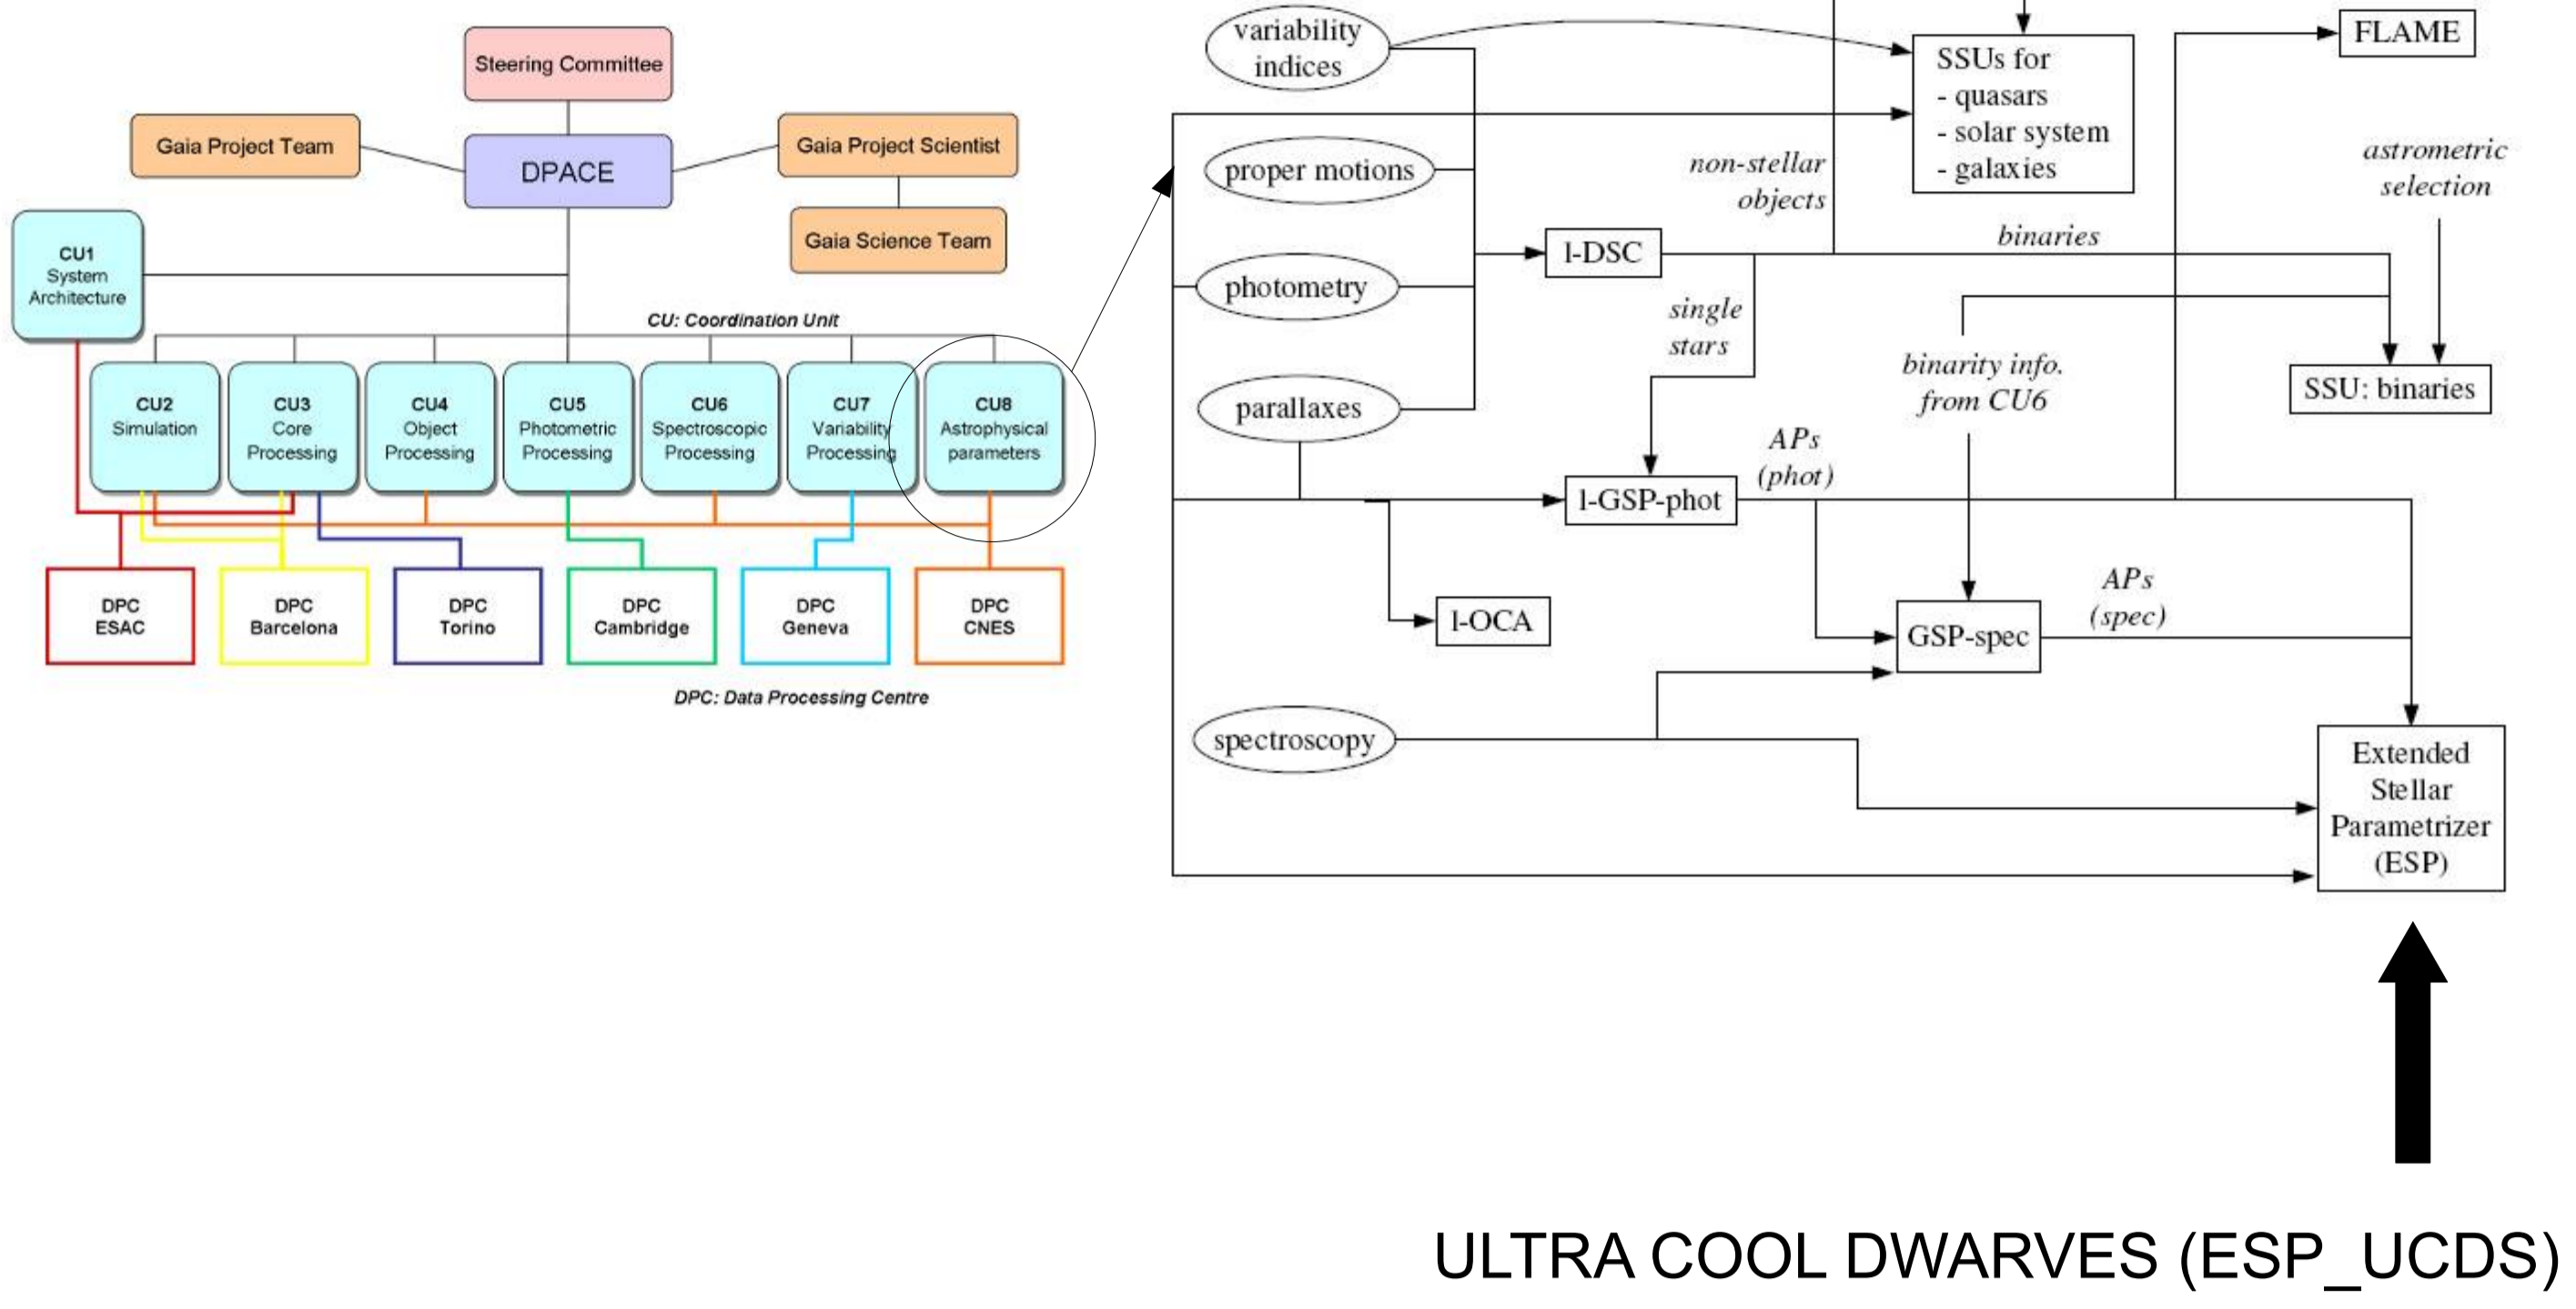 Steering Committee
Gaia Project Team
DPACE
Gaia Project Scientist
Gaia Science Team
CU1
System
Architecture
CU: Coordination Unit
CU2
Simulation
CU3
Core
Processing
CU4
Object
Processing
CU5
Photometric
Processing
CU6
Spectroscopic
Processing
CU7
Variability
Processing
CU8
Astrophysical
parameters
DPC
ESAC
DPC
Barcelona
DPC
Torino
DPC
Cambridge
DPC
Geneva
DPC
CNES
DPC: Data Processing Centre
variability
indices
SSUs for
- quasars
- solar system
- galaxies
FLAME
proper motions
non-stellar
objects
astrometric
selection
l-DSC
binaries
photometry
single
stars
binarity info.
from CU6
SSU: binaries
parallaxes
APs
(phot)
l-GSP-phot
l-OCA
GSP-spec
APs
(spec)
spectroscopy
Extended
Stellar
Parametrizer
(ESP)
ULTRA COOL DWARVES (ESP_UCDS)